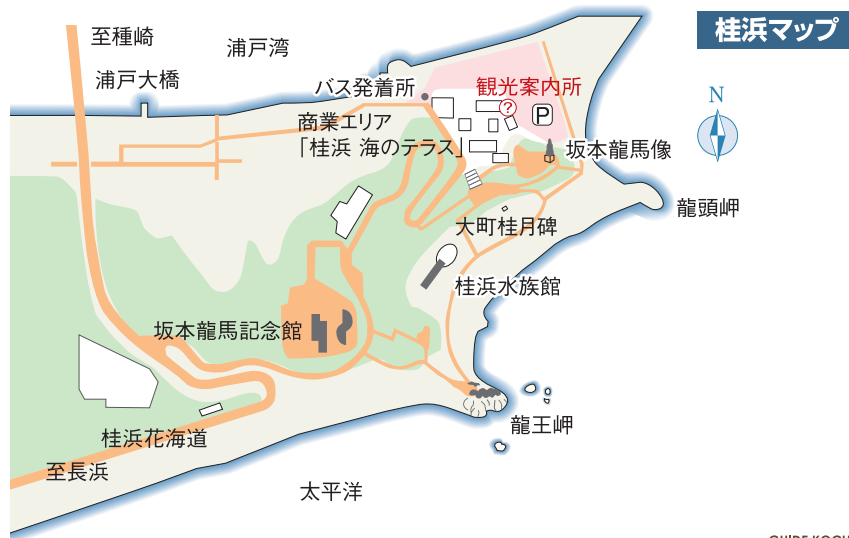 桂浜マップ
至種崎
浦戸湾
浦戸大橋
バス発着所
観光案内所
?
P
N
商業エリア
「桂浜 海のテラス」
坂本龍馬像
龍頭岬
大町桂月碑
桂浜水族館
坂本龍馬記念館
龍王岬
桂浜花海道
至長浜
太平洋